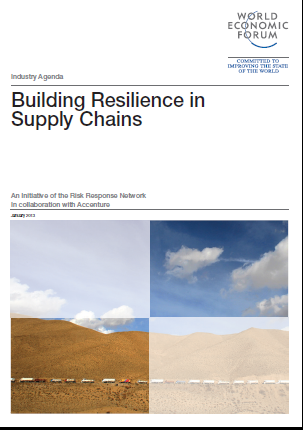 WORLD
ECONOMIC
FORUM
COMMITTED TO
IMPROVING THE STATE
OF THE WORLD
Industry Agenda
Building Resilience in
Supply Chains
An Initiative of the Risk Response Network
In collaboration with Accenture
January 2013